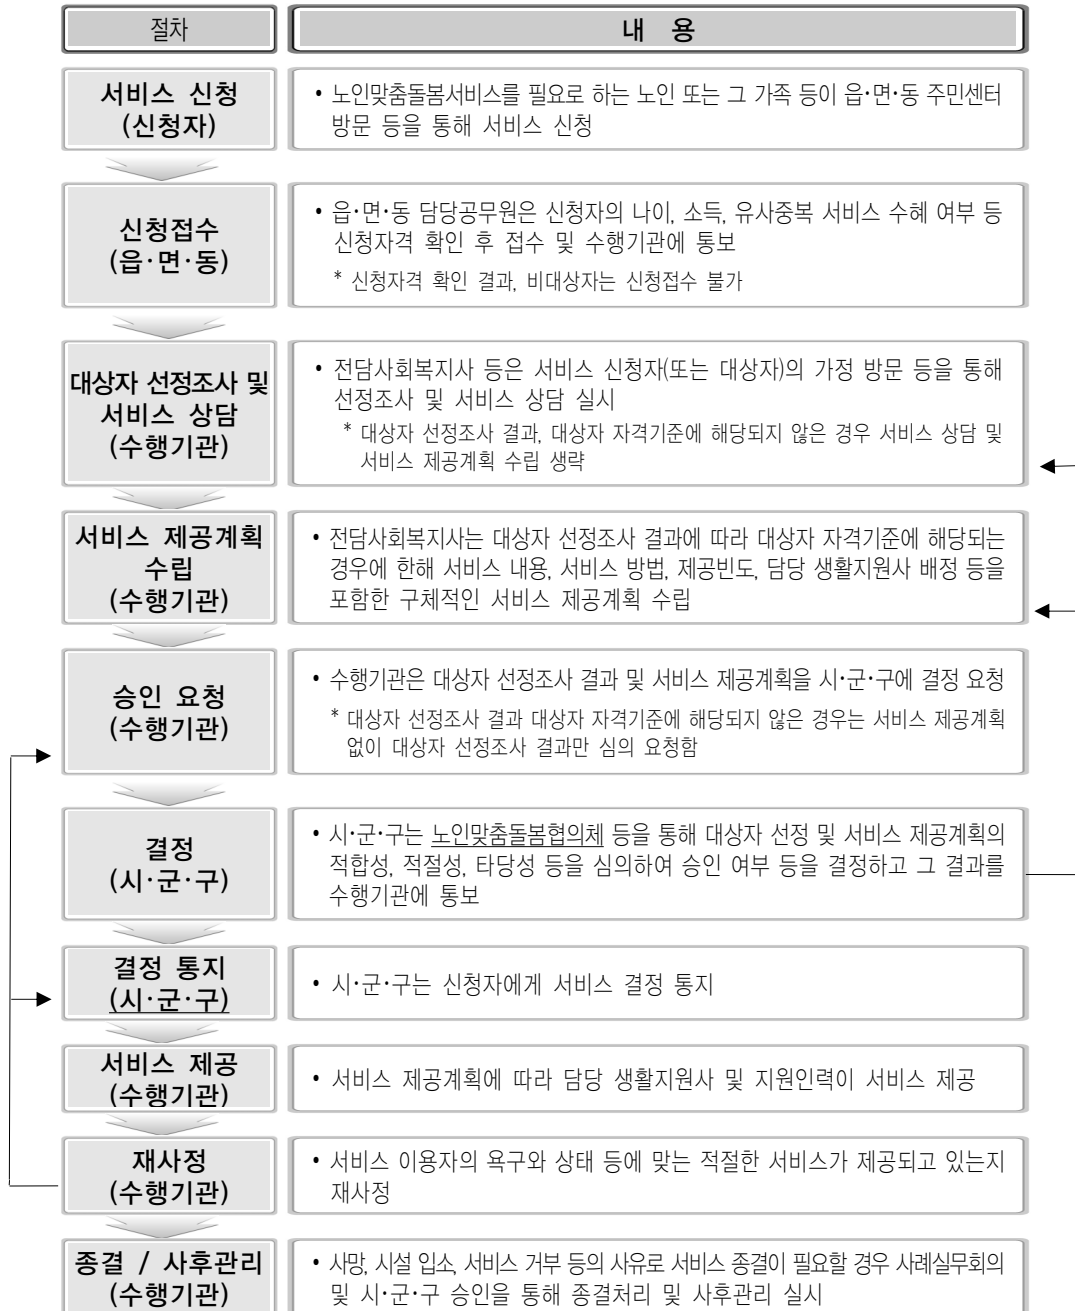 절차
내 용
서비스 신청
(신청자)
• 노인맞춤돌봄서비스를 필요로 하는 노인 또는 그 가족 등이 읍·면·동 주민센터
방문 등을 통해 서비스 신청
신청접수
(읍·면·동)
• 읍·면·동 담당공무원은 신청자의 나이, 소득, 유사중복 서비스 수혜 여부 등
신청자격 확인 후 접수 및 수행기관에 통보
* 신청자격 확인 결과, 비대상자는 신청접수 불가
대상자 선정조사 및
서비스 상담
(수행기관)
• 전담사회복지사 등은 서비스 신청자(또는 대상자)의 가정 방문 등을 통해
선정조사 및 서비스 상담 실시
* 대상자 선정조사 결과, 대상자 자격기준에 해당되지 않은 경우 서비스 상담 및
서비스 제공계획 수립 생략
서비스 제공계획
수립
(수행기관)
• 전담사회복지사는 대상자 선정조사 결과에 따라 대상자 자격기준에 해당되는
경우에 한해 서비스 내용, 서비스 방법, 제공빈도, 담당 생활지원사 배정 등을
포함한 구체적인 서비스 제공계획 수립
승인 요청
(수행기관)
• 수행기관은 대상자 선정조사 결과 및 서비스 제공계획을 시·군·구에 결정 요청
* 대상자 선정조사 결과 대상자 자격기준에 해당되지 않은 경우는 서비스 제공계획
없이 대상자 선정조사 결과만 심의 요청함
결정
(시·군·구)
• 시·군·구는 노인맞춤돌봄협의체 등을 통해 대상자 선정 및 서비스 제공계획의
적합성, 적절성, 타당성 등을 심의하여 승인 여부 등을 결정하고 그 결과를
수행기관에 통보
결정 통지
(시·군·구)
• 시·군·구는 신청자에게 서비스 결정 통지
서비스 제공
(수행기관)
• 서비스 제공계획에 따라 담당 생활지원사 및 지원인력이 서비스 제공
재사정
(수행기관)
• 서비스 이용자의 욕구와 상태 등에 맞는 적절한 서비스가 제공되고 있는지
재사정
종결 / 사후관리
(수행기관)
• 사망, 시설 입소, 서비스 거부 등의 사유로 서비스 종결이 필요할 경우 사례실무회의
및 시·군·구 승인을 통해 종결처리 및 사후관리 실시